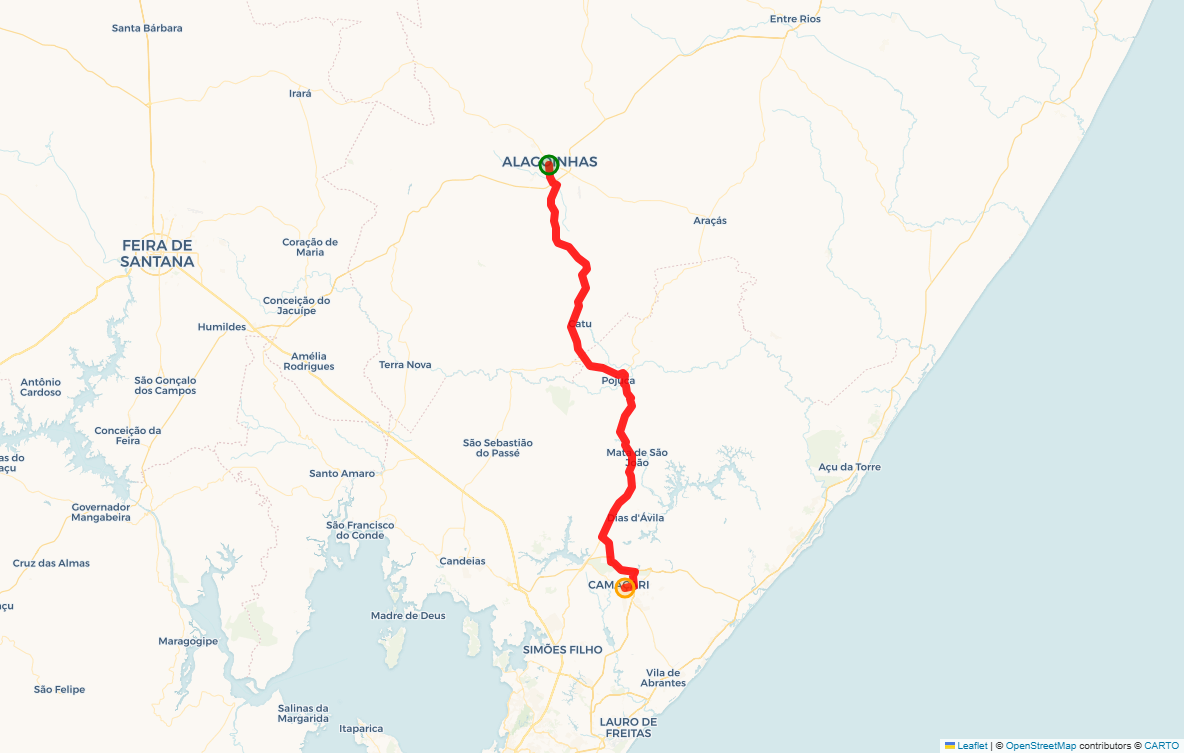 Santa Bárbara
Entre Rios
Irará
ALAGOINHAS
Araçás
FEIRA DE
SANTANA
Coração de
Maria
Conceição do
Jacuípe
Humildes
Catu
Amélia
Rodrigues
Terra Nova
Antônio
Cardoso
São Gonçalo
dos Campos
Pojuca
Conceição da
Feira
São Sebastião
do Passé
Mata de São
João
as do
açu
Açu da Torre
Santo Amaro
Governador
Mangabeira
São Francisco
do Conde
Dias d'Ávila
Cruz das Almas
Candeias
CAMAÇARI
çu
Madre de Deus
Maragogipe
SIMÕES FILHO
Vila de
Abrantes
São Felipe
Salinas da
Margarida
Itaparica
LAURO DE
FREITAS
Leaflet | © OpenStreetMap contributors © CARTO